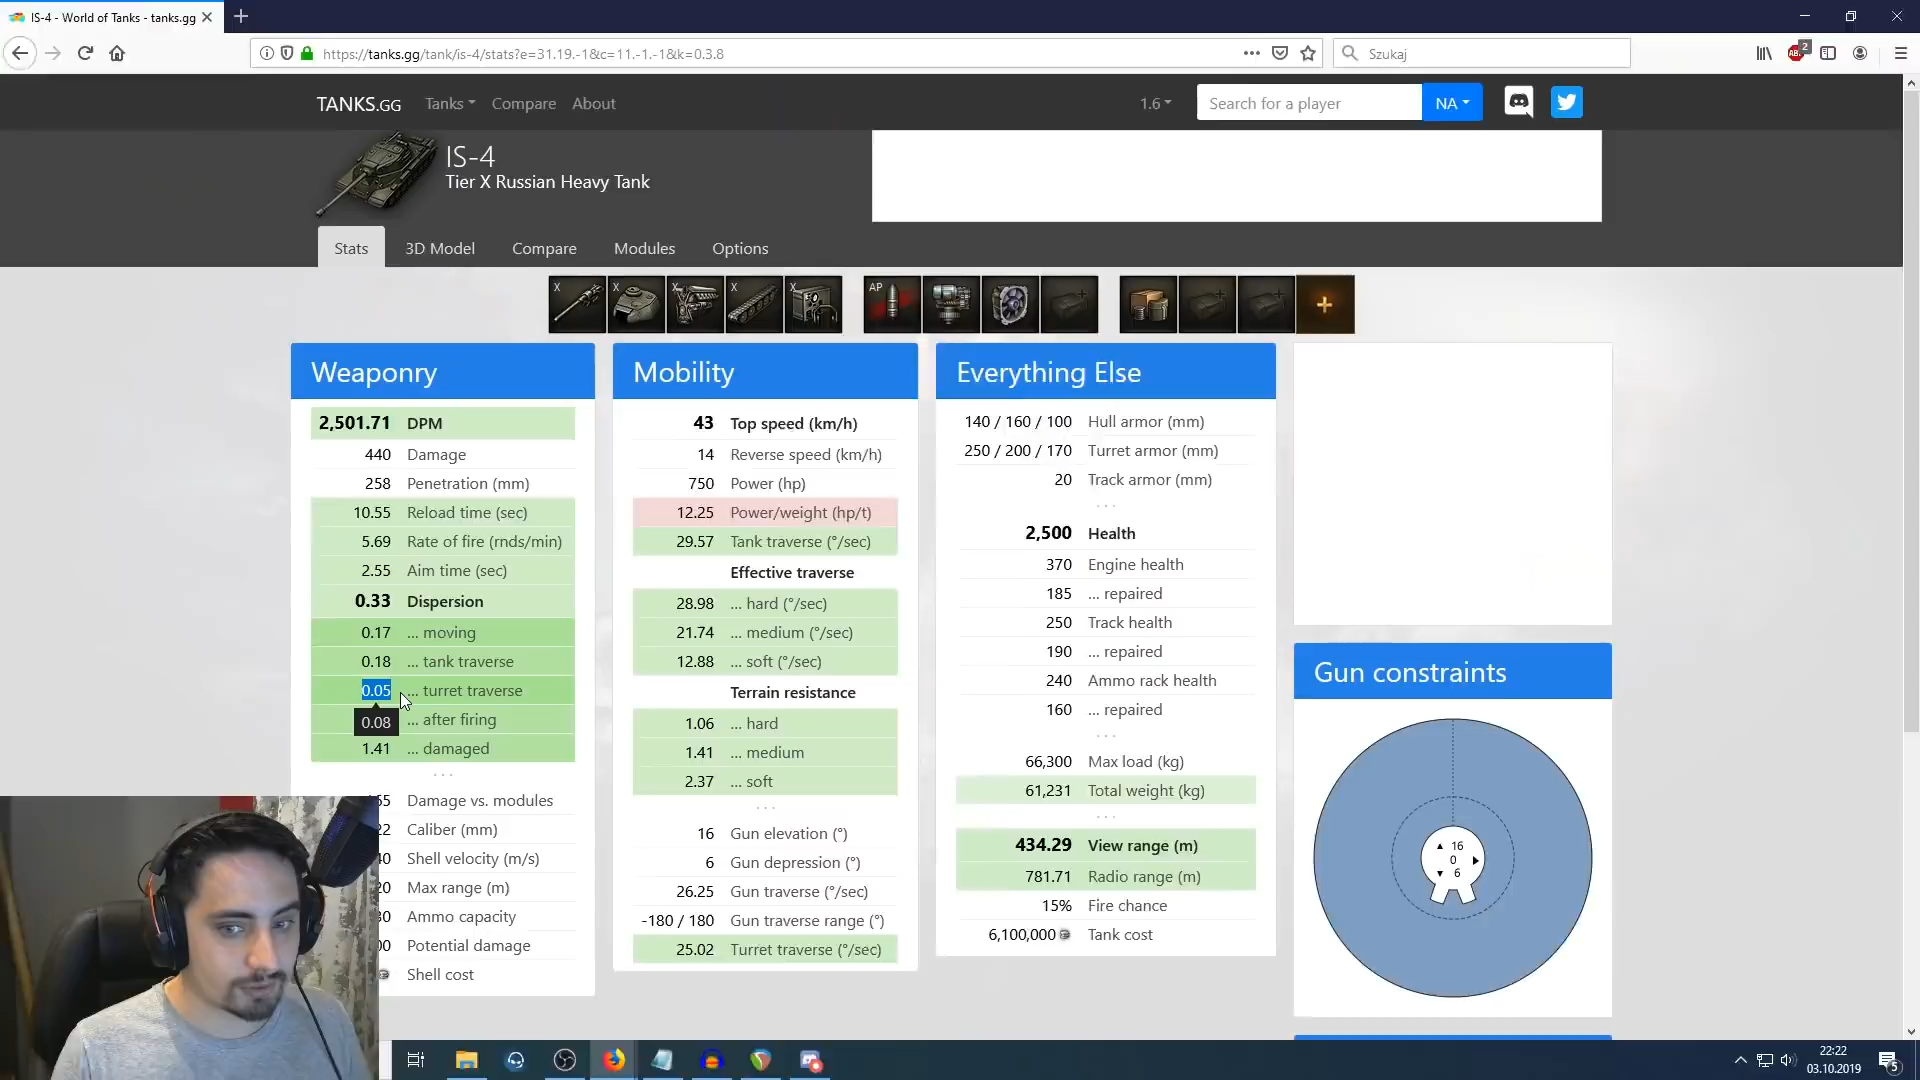 IS-4 - World of Tanks - tanks.gg
https://tanks.gg/tank/is-4/stats?e=31.19.-1&c=11.-1.-1&k=0.3.8
Szukaj
ABP
2
TANKS.GG
Tanks
Compare
About
1.6
Search for a player
NA
IS-4
Tier X Russian Heavy Tank
Stats
3D Model
Compare
Modules
Options
X
X
X
X
X
AP
Weaponry
2,501.71 DPM
440 Damage
258 Penetration (mm)
10.55 Reload time (sec)
5.69 Rate of fire (rnds/min)
2.55 Aim time (sec)
0.33 Dispersion
0.17 ... moving
0.18 ... tank traverse
0.05 ... turret traverse
0.08 ... after firing
1.41 ... damaged
...
Damage vs. modules
Caliber (mm)
Shell velocity (m/s)
Max range (m)
Ammo capacity
Potential damage
Shell cost
Mobility
43 Top speed (km/h)
14 Reverse speed (km/h)
750 Power (hp)
12.25 Power/weight (hp/t)
29.57 Tank traverse (°/sec)
Effective traverse
28.98 ... hard (°/sec)
21.74 ... medium (°/sec)
12.88 ... soft (°/sec)
Terrain resistance
1.06 ... hard
1.41 ... medium
2.37 ... soft
...
16 Gun elevation (°)
6 Gun depression (°)
26.25 Gun traverse (°/sec)
-180 / 180 Gun traverse range (°)
25.02 Turret traverse (°/sec)
Everything Else
140 / 160 / 100 Hull armor (mm)
250 / 200 / 170 Turret armor (mm)
20 Track armor (mm)
...
2,500 Health
370 Engine health
185 ... repaired
250 Track health
190 ... repaired
240 Ammo rack health
160 ... repaired
...
66,300 Max load (kg)
61,231 Total weight (kg)
...
434.29 View range (m)
781.71 Radio range (m)
15% Fire chance
6,100,000 Tank cost
Gun constraints
16
0
6
22:22
03.10.2019
5